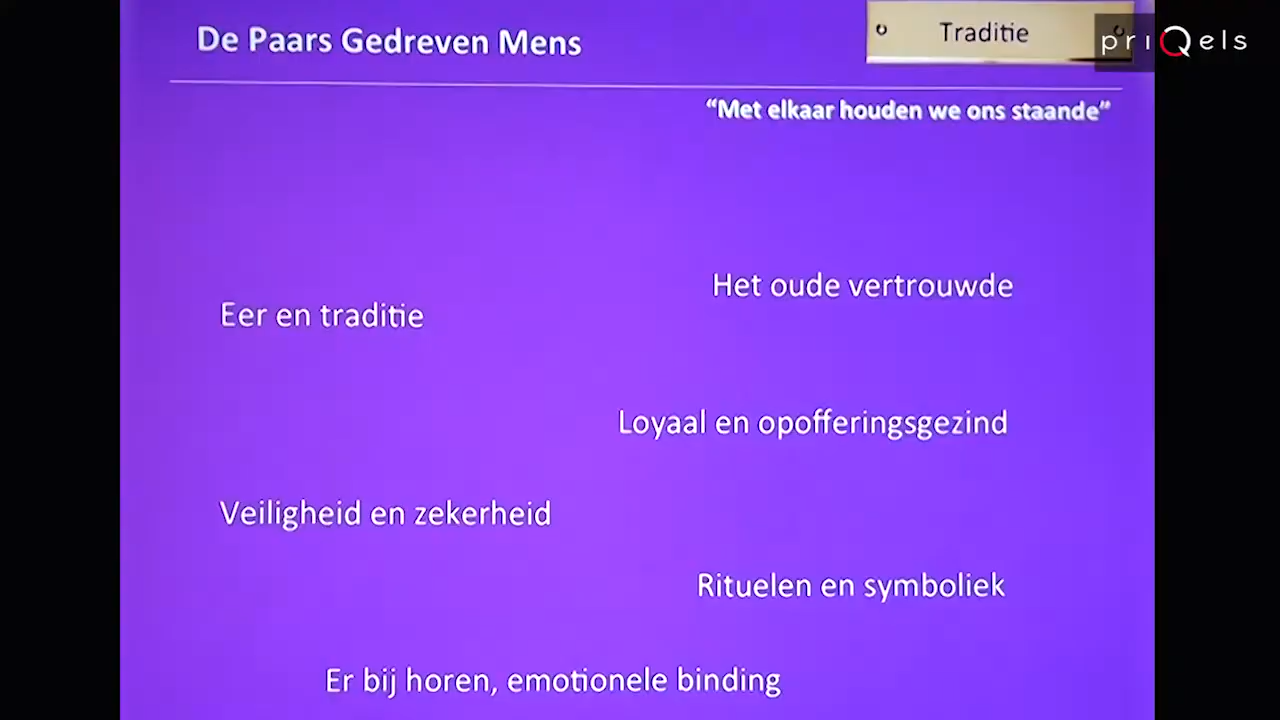 De Paars Gedreven Mens
Traditie
priQels
“Met elkaar houden we ons staande”
Het oude vertrouwde
Eer en traditie
Loyaal en opofferingsgezind
Veiligheid en zekerheid
Rituelen en symboliek
Er bij horen, emotionele binding